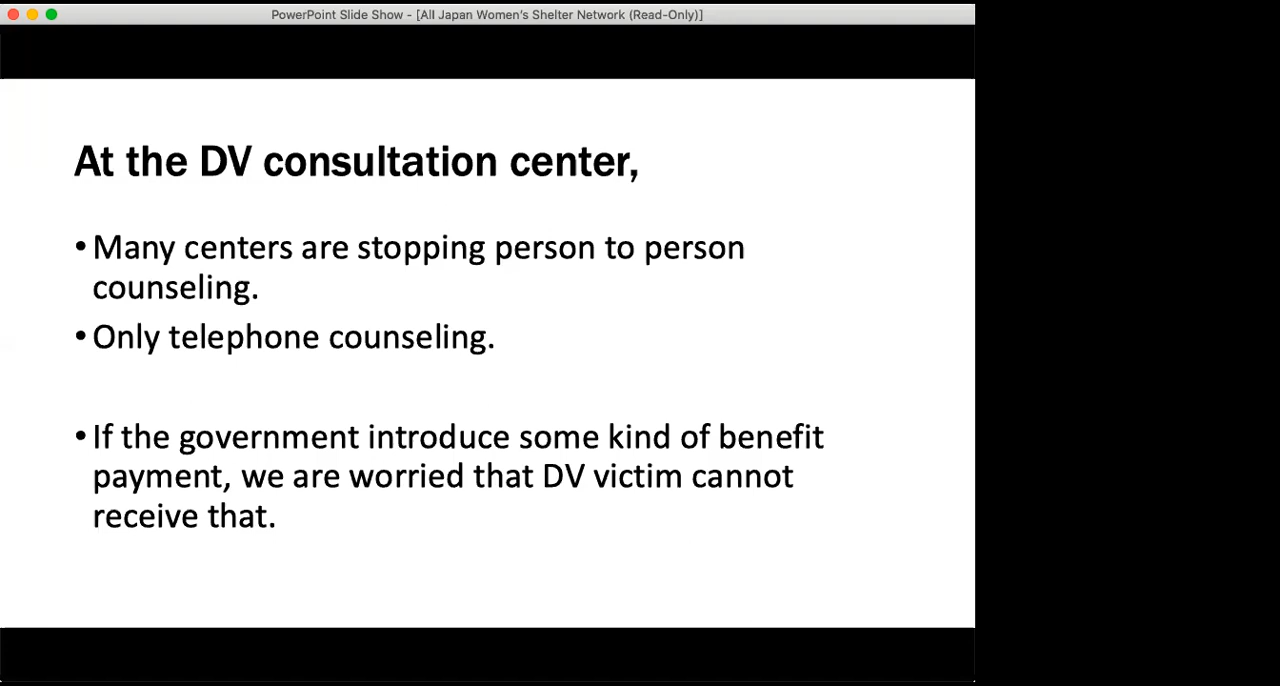 PowerPoint Slide Show - [All Japan Women's Shelter Network (Read-Only)]
At the DV consultation center,
•Many centers are stopping person to person
counseling.
•Only telephone counseling.
•If the government introduce some kind of benefit
payment, we are worried that DV victim cannot
receive that.